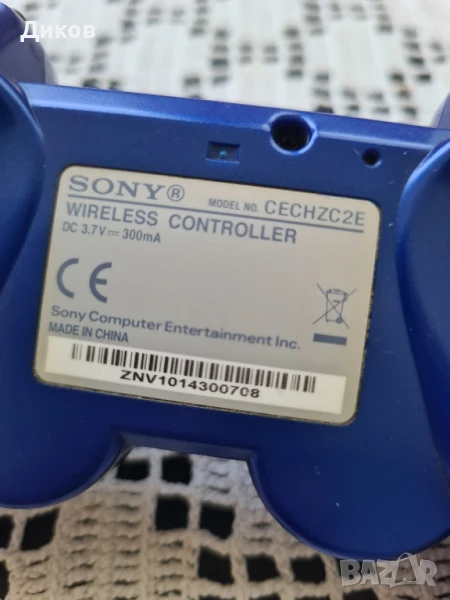 Диков
SONY®
MODEL NO. CECHZC2E
WIRELESS CONTROLLER
DC 3.7V⎓ 300mA
CE
Sony Computer Entertainment Inc.
MADE IN CHINA
ZNV1014300708
BAZAR